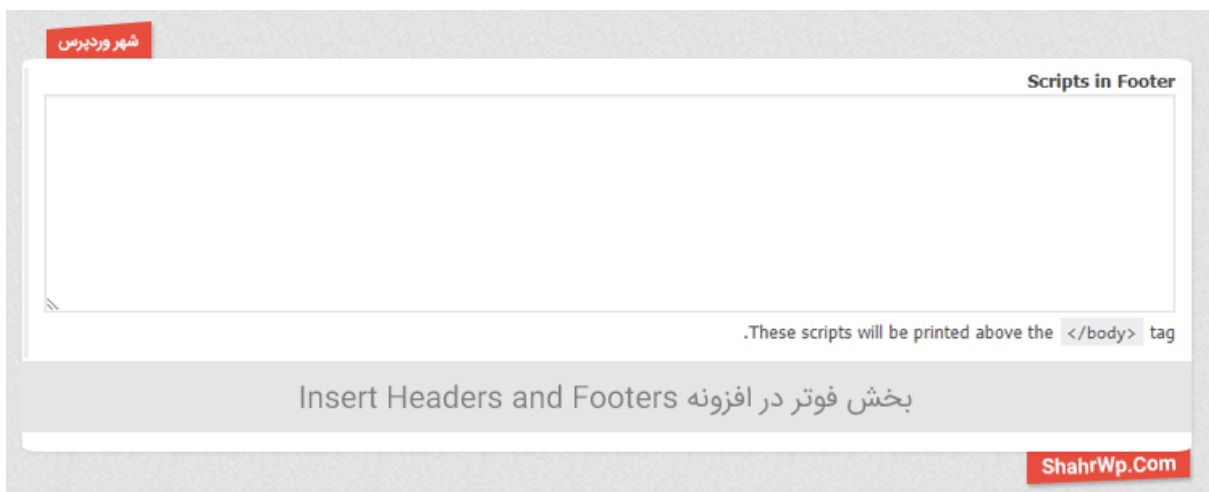 شهر وردپرس
Scripts in Footer
These scripts will be printed above the </body> tag.
بخش فوتر در افزونه Insert Headers and Footers
ShahrWp.Com